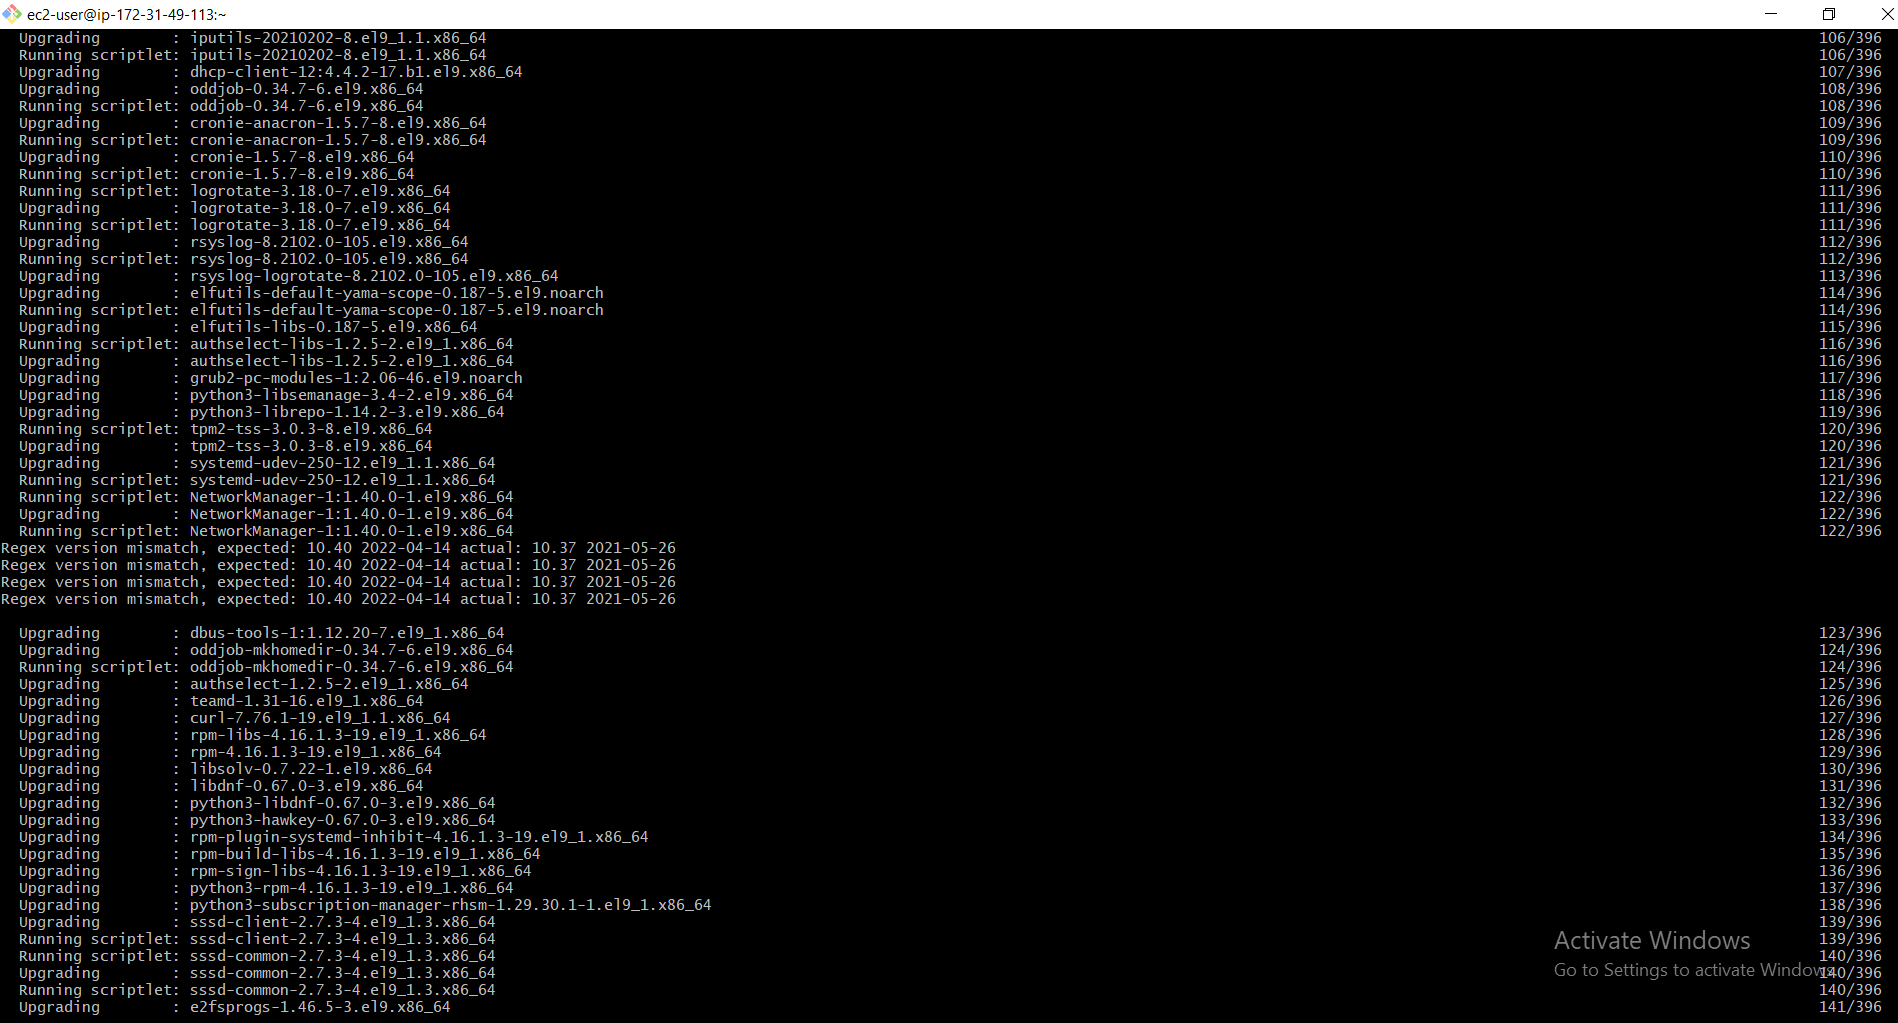 ec2-user@ip-172-31-49-113:~
Upgrading : iputils-20210202-8.el9_1.1.x86_64 106/396
Running scriptlet: iputils-20210202-8.el9_1.1.x86_64 106/396
Upgrading : dhcp-client-12:4.4.2-17.b1.el9.x86_64 107/396
Upgrading : oddjob-0.34.7-6.el9.x86_64 108/396
Running scriptlet: oddjob-0.34.7-6.el9.x86_64 108/396
Upgrading : cronie-anacron-1.5.7-8.el9.x86_64 109/396
Running scriptlet: cronie-anacron-1.5.7-8.el9.x86_64 109/396
Upgrading : cronie-1.5.7-8.el9.x86_64 110/396
Running scriptlet: cronie-1.5.7-8.el9.x86_64 110/396
Running scriptlet: logrotate-3.18.0-7.el9.x86_64 111/396
Upgrading : logrotate-3.18.0-7.el9.x86_64 111/396
Running scriptlet: logrotate-3.18.0-7.el9.x86_64 111/396
Upgrading : rsyslog-8.2102.0-105.el9.x86_64 112/396
Running scriptlet: rsyslog-8.2102.0-105.el9.x86_64 112/396
Upgrading : rsyslog-logrotate-8.2102.0-105.el9.x86_64 113/396
Upgrading : elfutils-default-yama-scope-0.187-5.el9.noarch 114/396
Running scriptlet: elfutils-default-yama-scope-0.187-5.el9.noarch 114/396
Upgrading : elfutils-libs-0.187-5.el9.x86_64 115/396
Running scriptlet: authselect-libs-1.2.5-2.el9_1.x86_64 116/396
Upgrading : authselect-libs-1.2.5-2.el9_1.x86_64 116/396
Upgrading : grub2-pc-modules-1:2.06-46.el9.noarch 117/396
Upgrading : python3-libsemanage-3.4-2.el9.x86_64 118/396
Upgrading : python3-librepo-1.14.2-3.el9.x86_64 119/396
Running scriptlet: tpm2-tss-3.0.3-8.el9.x86_64 120/396
Upgrading : tpm2-tss-3.0.3-8.el9.x86_64 120/396
Upgrading : systemd-udev-250-12.el9_1.1.x86_64 121/396
Running scriptlet: systemd-udev-250-12.el9_1.1.x86_64 121/396
Running scriptlet: NetworkManager-1:1.40.0-1.el9.x86_64 122/396
Upgrading : NetworkManager-1:1.40.0-1.el9.x86_64 122/396
Running scriptlet: NetworkManager-1:1.40.0-1.el9.x86_64 122/396
Regex version mismatch, expected: 10.40 2022-04-14 actual: 10.37 2021-05-26
Regex version mismatch, expected: 10.40 2022-04-14 actual: 10.37 2021-05-26
Regex version mismatch, expected: 10.40 2022-04-14 actual: 10.37 2021-05-26
Regex version mismatch, expected: 10.40 2022-04-14 actual: 10.37 2021-05-26
Upgrading : dbus-tools-1:1.12.20-7.el9_1.x86_64 123/396
Upgrading : oddjob-mkhomedir-0.34.7-6.el9.x86_64 124/396
Running scriptlet: oddjob-mkhomedir-0.34.7-6.el9.x86_64 124/396
Upgrading : authselect-1.2.5-2.el9_1.x86_64 125/396
Upgrading : teamd-1.31-16.el9_1.x86_64 126/396
Upgrading : curl-7.76.1-19.el9_1.1.x86_64 127/396
Upgrading : rpm-libs-4.16.1.3-19.el9_1.x86_64 128/396
Upgrading : rpm-4.16.1.3-19.el9_1.x86_64 129/396
Upgrading : libsolv-0.7.22-1.el9.x86_64 130/396
Upgrading : libdnf-0.67.0-3.el9.x86_64 131/396
Upgrading : python3-libdnf-0.67.0-3.el9.x86_64 132/396
Upgrading : python3-hawkey-0.67.0-3.el9.x86_64 133/396
Upgrading : rpm-plugin-systemd-inhibit-4.16.1.3-19.el9_1.x86_64 134/396
Upgrading : rpm-build-libs-4.16.1.3-19.el9_1.x86_64 135/396
Upgrading : rpm-sign-libs-4.16.1.3-19.el9_1.x86_64 136/396
Upgrading : python3-rpm-4.16.1.3-19.el9_1.x86_64 137/396
Upgrading : python3-subscription-manager-rhsm-1.29.30.1-1.el9_1.x86_64 138/396
Upgrading : sssd-client-2.7.3-4.el9_1.3.x86_64 139/396
Running scriptlet: sssd-client-2.7.3-4.el9_1.3.x86_64 139/396
Running scriptlet: sssd-common-2.7.3-4.el9_1.3.x86_64 140/396
Upgrading : sssd-common-2.7.3-4.el9_1.3.x86_64 140/396
Running scriptlet: sssd-common-2.7.3-4.el9_1.3.x86_64 140/396
Upgrading : e2fsprogs-1.46.5-3.el9.x86_64 141/396
Activate Windows
Go to Settings to activate Windows.